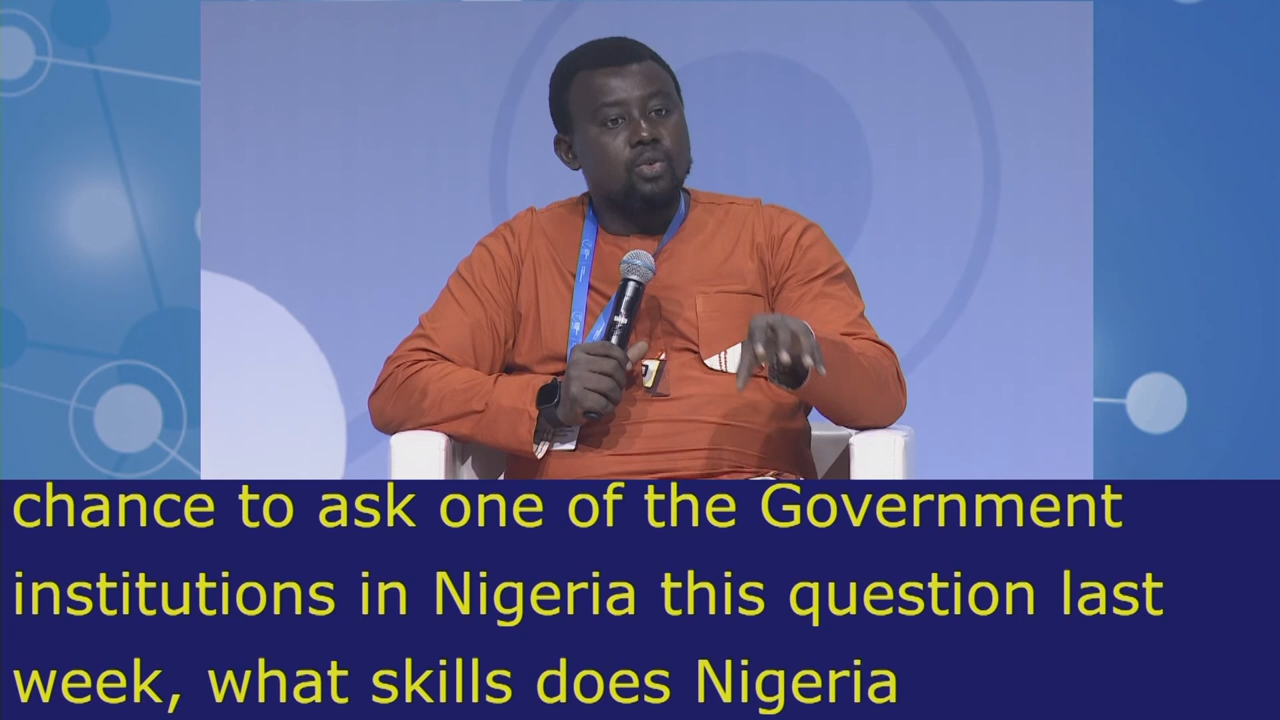 chance to ask one of the Government
institutions in Nigeria this question last
week, what skills does Nigeria